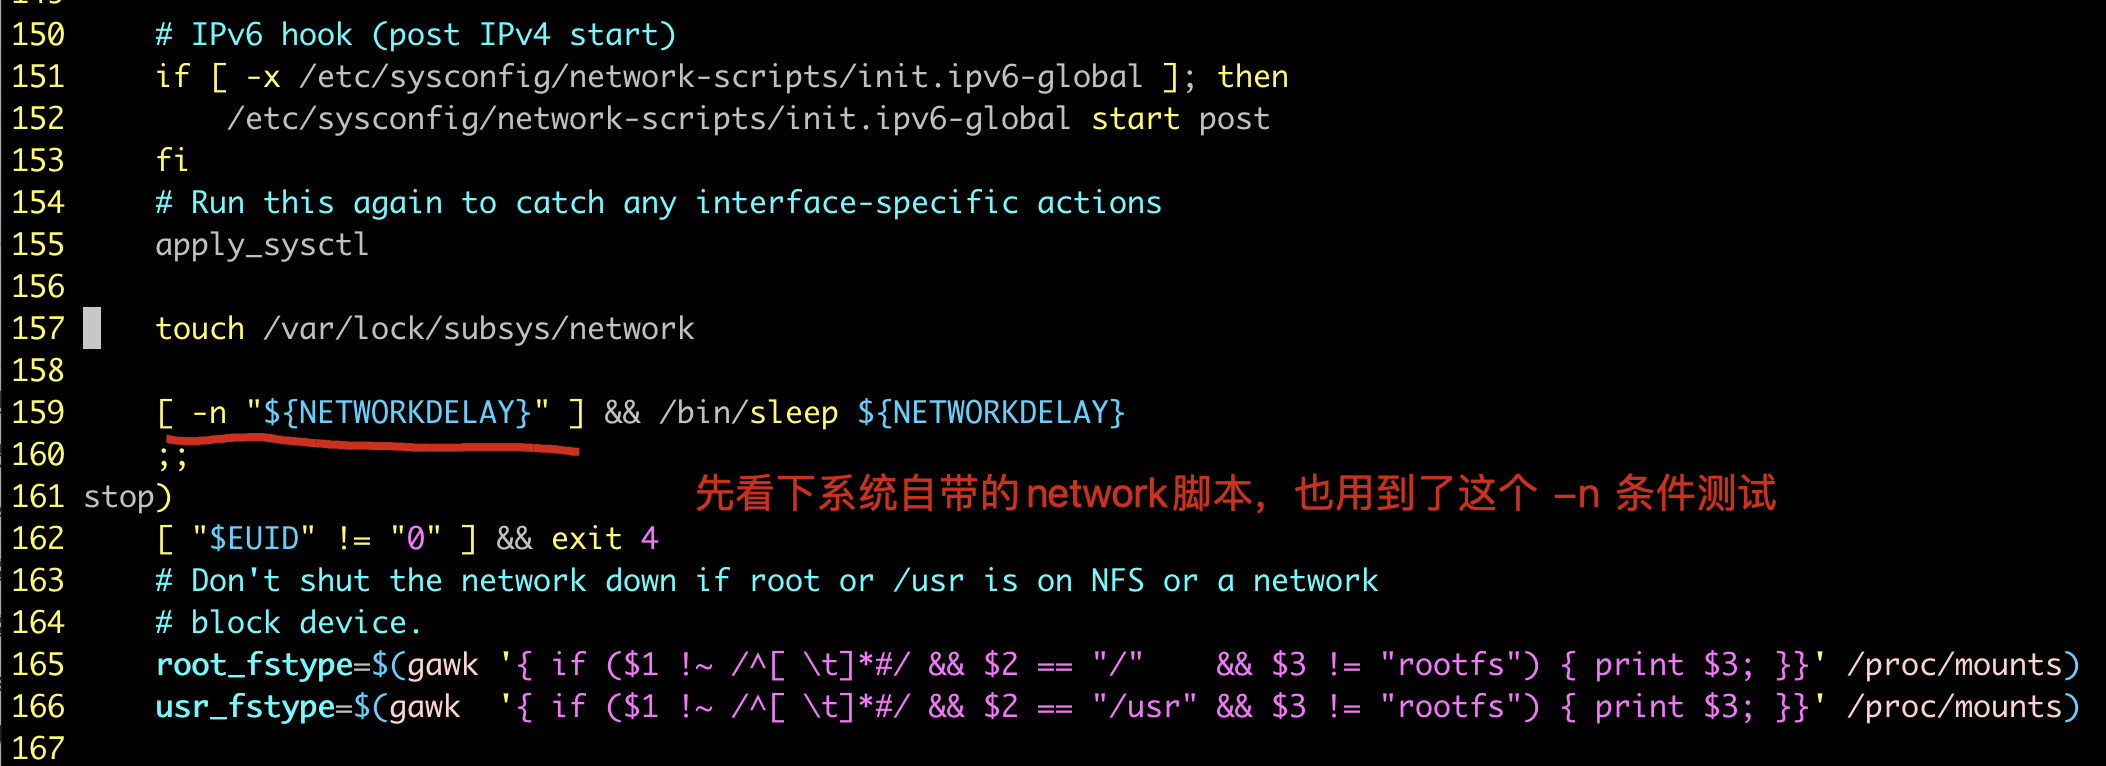 150     # IPv6 hook (post IPv4 start)
151     if [ -x /etc/sysconfig/network-scripts/init.ipv6-global ]; then
152         /etc/sysconfig/network-scripts/init.ipv6-global start post
153     fi
154     # Run this again to catch any interface-specific actions
155     apply_sysctl
156
157     touch /var/lock/subsys/network
158
159     [ -n "${NETWORKDELAY}" ] && /bin/sleep ${NETWORKDELAY}
160     ;;
161 stop)
先看下系统自带的network脚本，也用到了这个 -n 条件测试
162     [ "$EUID" != "0" ] && exit 4
163     # Don't shut the network down if root or /usr is on NFS or a network
164     # block device.
165     root_fstype=$(gawk '{ if ($1 !~ /^[ \t]*#/ && $2 == "/"    && $3 != "rootfs") { print $3; }}' /proc/mounts)
166     usr_fstype=$(gawk  '{ if ($1 !~ /^[ \t]*#/ && $2 == "/usr" && $3 != "rootfs") { print $3; }}' /proc/mounts)
167